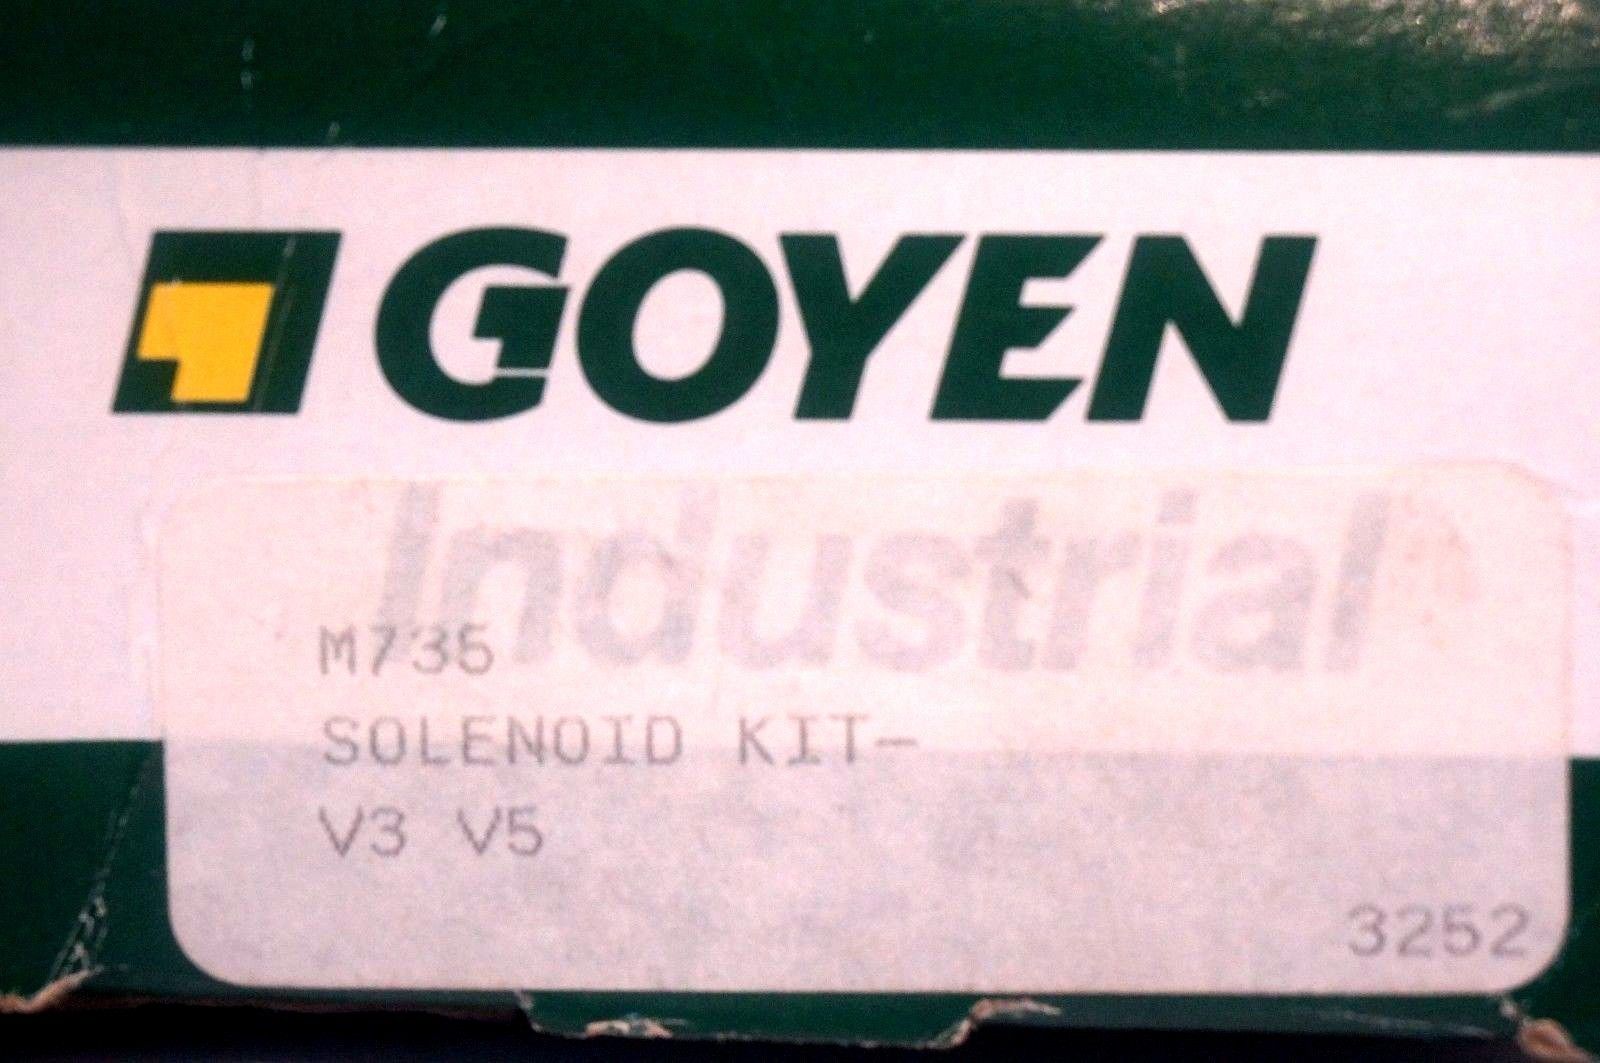 GOYEN
Industrial
M735
SOLENOID KIT-
V3 V5
3252